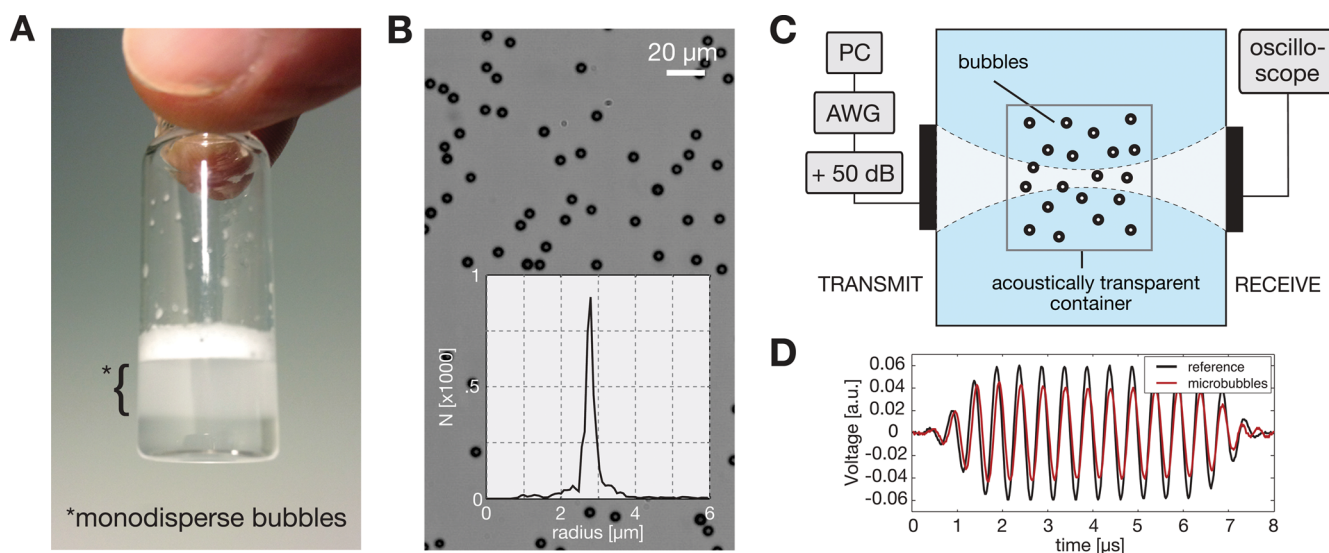 A
*{
*monodisperse bubbles
B
20 µm
1
.5
0
N [x1000]
0
2
4
6
radius [µm]
C
PC
AWG
+ 50 dB
bubbles
oscillo-
scope
TRANSMIT
acoustically transparent
container
RECEIVE
D
0.06
0.04
0.02
0
-0.02
-0.04
-0.06
Voltage [a.u.]
reference
microbubbles
0
1
2
3
4
5
6
7
8
time [µs]